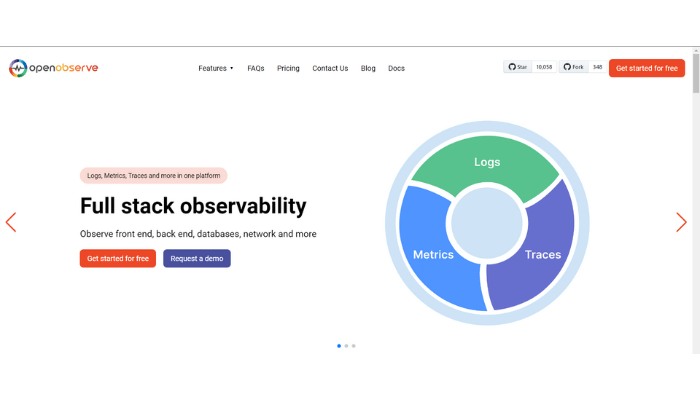 openobserve
Features
FAQs
Pricing
Contact Us
Blog
Docs
Star
10,058
Fork
348
Get started for free
Logs, Metrics, Traces and more in one platform
Full stack observability
Observe front end, back end, databases, network and more
Get started for free
Request a demo
Logs
Metrics
Traces